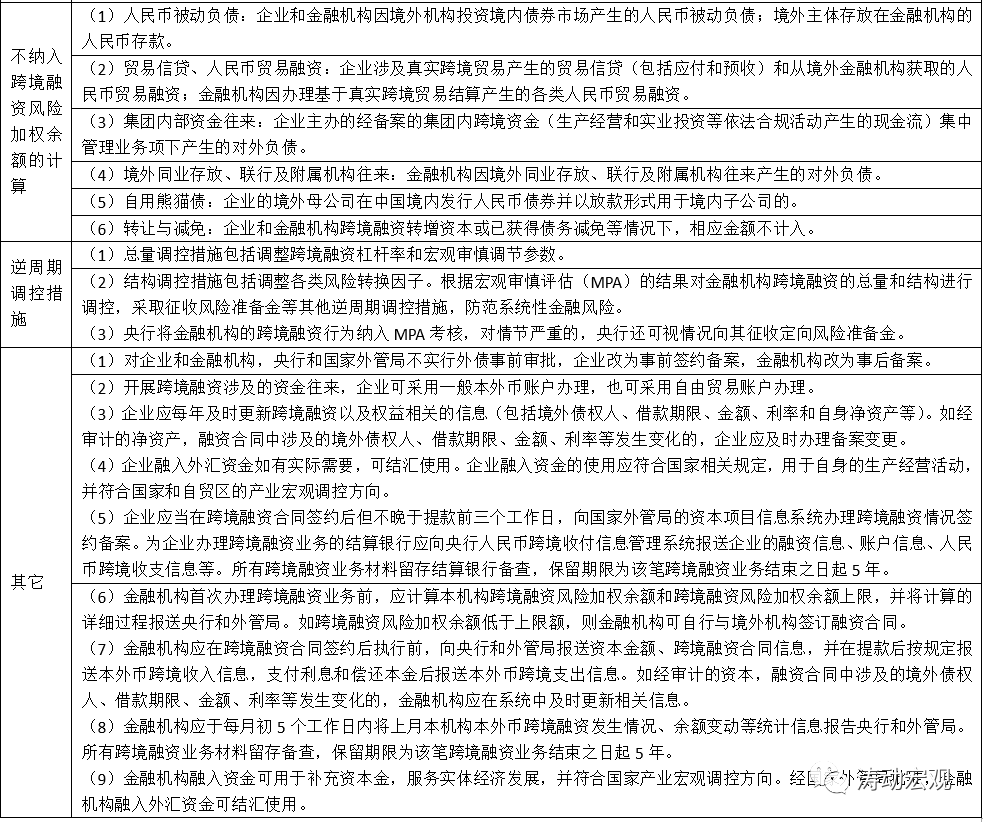 不纳入
跨境融
资风险
加权余
额的计
算
（1）人民币被动负债：企业和金融机构因境外机构投资境内债券市场产生的人民币被动负债；境外主体存放在金融机构的
人民币存款。
（2）贸易信贷、人民币贸易融资：企业涉及真实跨境贸易产生的贸易信贷（包括应付和预收）和从境外金融机构获取的人
民币贸易融资；金融机构因办理基于真实跨境贸易结算产生的各类人民币贸易融资。
（3）集团内部资金往来：企业主办的经备案的集团内跨境资金（生产经营和实业投资等依法合规活动产生的现金流）集中
管理业务项下产生的对外负债。
（4）境外同业存放、联行及附属机构往来：金融机构因境外同业存放、联行及附属机构往来产生的对外负债。
（5）自用熊猫债：企业的境外母公司在中国境内发行人民币债券并以放款形式用于境内子公司的。
（6）转让与减免：企业和金融机构跨境融资转增资本或已获得债务减免等情况下，相应金额不计入。
逆周期
调控措
施
（1）总量调控措施包括调整跨境融资杠杆率和宏观审慎调节参数。
（2）结构调控措施包括调整各类风险转换因子。根据宏观审慎评估（MPA）的结果对金融机构跨境融资的总量和结构进行
调控，采取征收风险准备金等其他逆周期调控措施，防范系统性金融风险。
（3）央行将金融机构的跨境融资行为纳入 MPA 考核，对情节严重的，央行还可视情况向其征收定向风险准备金。
其它
（1）对企业和金融机构，央行和国家外管局不实行外债事前审批，企业改为事前签约备案，金融机构改为事后备案。
（2）开展跨境融资涉及的资金往来，企业可采用一般本外币账户办理，也可采用自由贸易账户办理。
（3）企业应每年及时更新跨境融资以及权益相关的信息（包括境外债权人、借款期限、金额、利率和自身净资产等）。如经
审计的净资产，融资合同中涉及的境外债权人、借款期限、金额、利率等发生变化的，企业应及时办理备案变更。
（4）企业融入外汇资金如有实际需要，可结汇使用。企业融入资金的使用应符合国家相关规定，用于自身的生产经营活动，
并符合国家和自贸区的产业宏观调控方向。
（5）企业应当在跨境融资合同签约后但不晚于提款前三个工作日，向国家外管局的资本项目信息系统办理跨境融资情况签
约备案。为企业办理跨境融资业务的结算银行应向央行人民币跨境收付信息管理系统报送企业的融资信息、账户信息、人民
币跨境收支信息等。所有跨境融资业务材料留存结算银行备查，保留期限为该笔跨境融资业务结束之日起 5 年。
（6）金融机构首次办理跨境融资业务前，应计算本机构跨境融资风险加权余额和跨境融资风险加权余额上限，并将计算的
详细过程报送央行和外管局。如跨境融资风险加权余额低于上限额，则金融机构可自行与境外机构签订融资合同。
（7）金融机构应在跨境融资合同签约后执行前，向央行和外管局报送资本金额、跨境融资合同信息，并在提款后按规定报
送本外币跨境收入信息，支付利息和偿还本金后报送本外币跨境支出信息。如经审计的资本，融资合同中涉及的境外债权
人、借款期限、金额、利率等发生变化的，金融机构应在系统中及时更新相关信息。
（8）金融机构应于每月初 5 个工作日内将上月本机构本外币跨境融资发生情况、余额变动等统计信息报告央行和外管局。
所有跨境融资业务材料留存备查，保留期限为该笔跨境融资业务结束之日起 5 年。
（9）金融机构融入资金可用于补充资本金，服务实体经济发展，并符合国家产业宏观调控方向。经国 外 金融
机构融入外汇资金可结汇使用。
涛动宏观